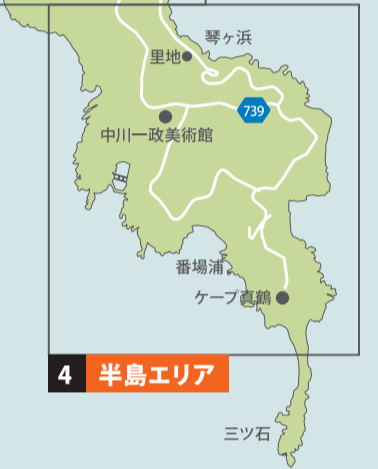 琴ヶ浜
里地
739
中川一政美術館
番場浦
ケープ真鶴
4 半島エリア
三ツ石